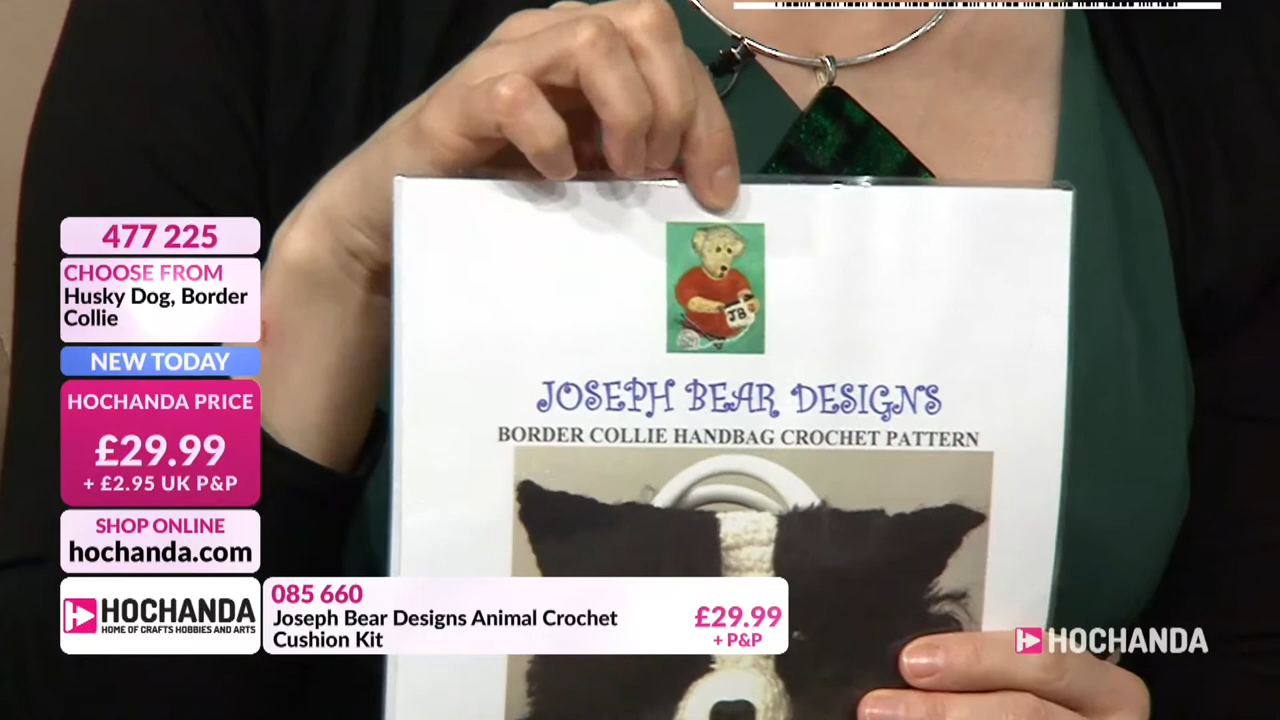 477 225
CHOOSE FROM
Husky Dog, Border
Collie
NEW TODAY
HOCHANDA PRICE
£29.99
+ £2.95 UK P&P
SHOP ONLINE
hochanda.com
HOCHANDA
HOME OF CRAFTS HOBBIES AND ARTS
085 660
Joseph Bear Designs Animal Crochet
Cushion Kit
£29.99
+ P&P
JB
JOSEPH BEAR DESIGNS
BORDER COLLIE HANDBAG CROCHET PATTERN
HOCHANDA